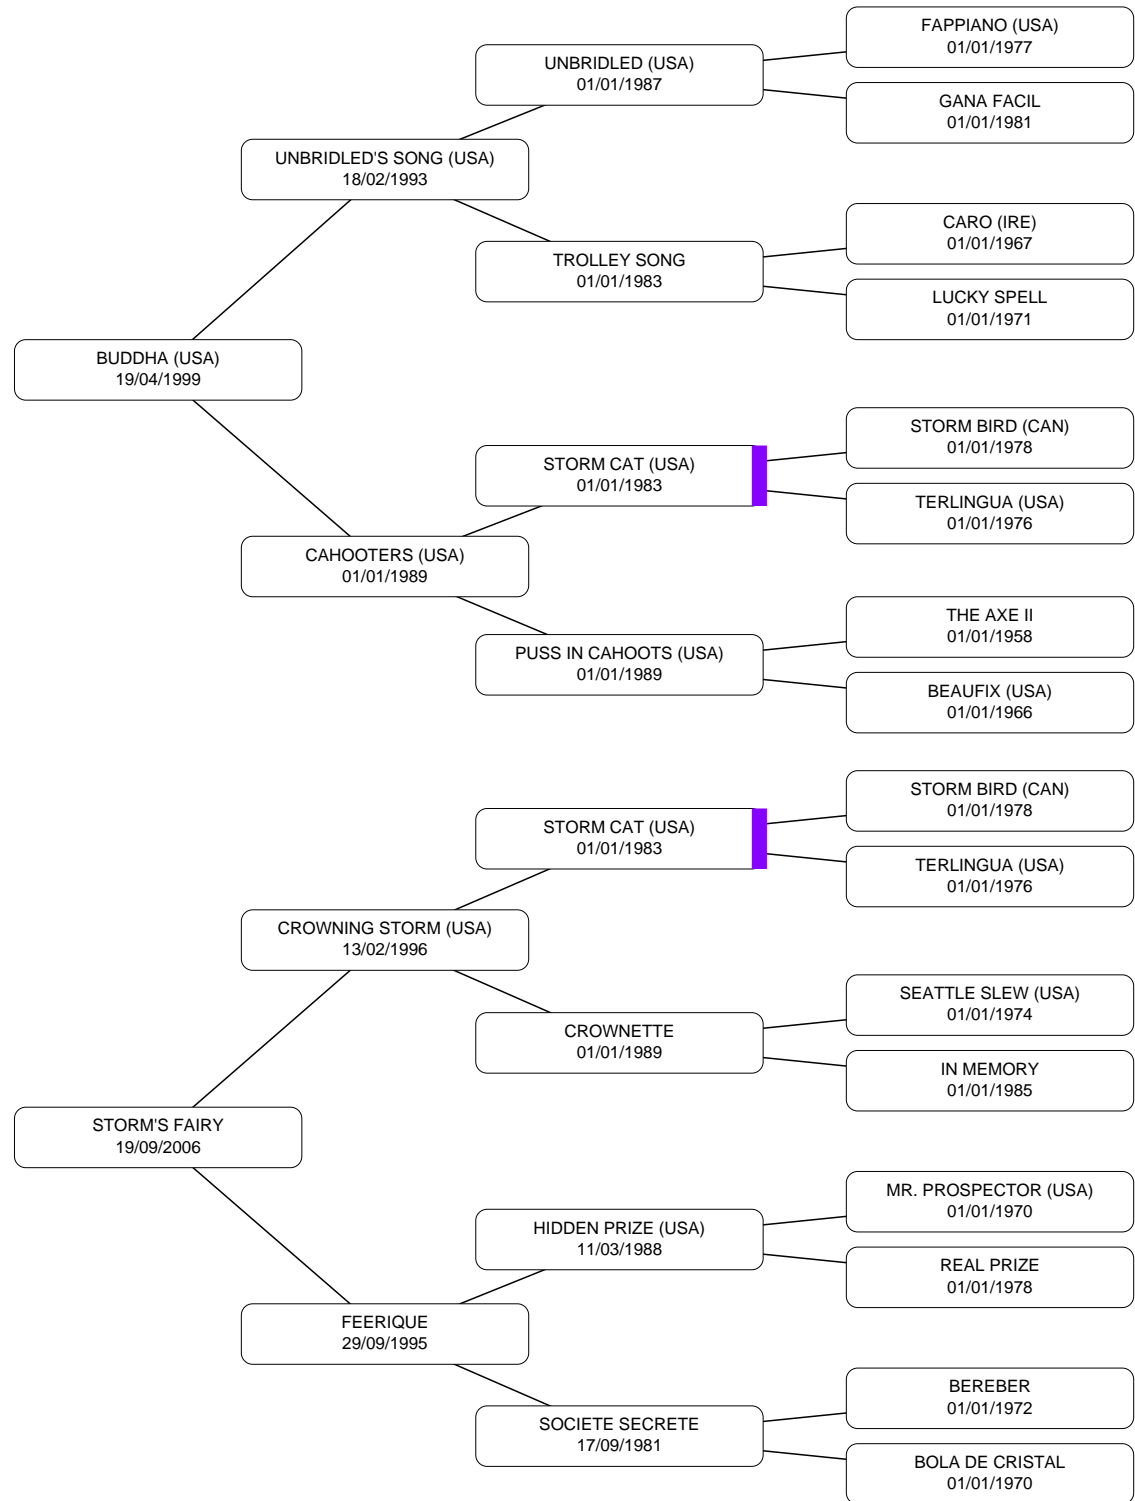 FAPPIANO (USA)
01/01/1977
UNBRIDLED (USA)
01/01/1987
GANA FACIL
01/01/1981
UNBRIDLED'S SONG (USA)
18/02/1993
CARO (IRE)
01/01/1967
TROLLEY SONG
01/01/1983
LUCKY SPELL
01/01/1971
BUDDHA (USA)
19/04/1999
STORM BIRD (CAN)
01/01/1978
STORM CAT (USA)
01/01/1983
TERLINGUA (USA)
01/01/1976
CAHOOTERS (USA)
01/01/1989
THE AXE II
01/01/1958
PUSS IN CAHOOTS (USA)
01/01/1989
BEAUFIX (USA)
01/01/1966
STORM BIRD (CAN)
01/01/1978
STORM CAT (USA)
01/01/1983
TERLINGUA (USA)
01/01/1976
CROWNING STORM (USA)
13/02/1996
SEATTLE SLEW (USA)
01/01/1974
CROWNETTE
01/01/1989
IN MEMORY
01/01/1985
STORM'S FAIRY
19/09/2006
MR. PROSPECTOR (USA)
01/01/1970
HIDDEN PRIZE (USA)
11/03/1988
REAL PRIZE
01/01/1978
FEERIQUE
29/09/1995
BEREBER
01/01/1972
SOCIETE SECRETE
17/09/1981
BOLA DE CRISTAL
01/01/1970